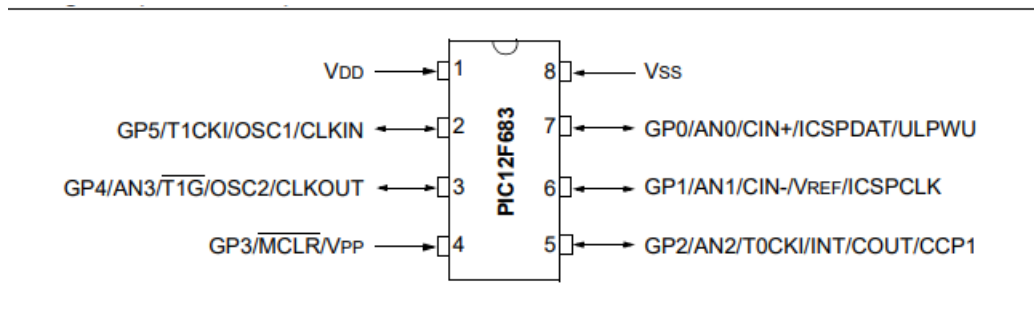 VDD 1 8 VSS
GP5/T1CKI/OSC1/CLKIN 2 7 GP0/AN0/CIN+/ICSPDAT/ULPWU
GP4/AN3/T1G/OSC2/CLKOUT 3 6 GP1/AN1/CIN-/VREF/ICSPCLK
GP3/MCLR/VPP 4 5 GP2/AN2/T0CKI/INT/COUT/CCP1
PIC12F683